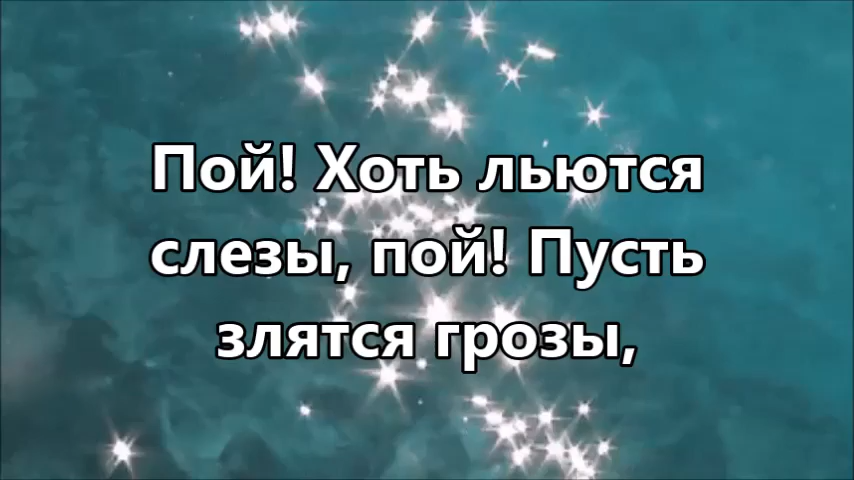 Пой! Хоть льются
слезы, пой! Пусть
злятся грозы,